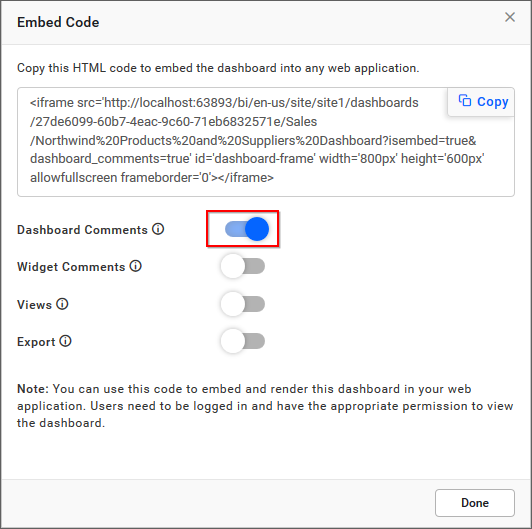 Embed Code
Copy this HTML code to embed the dashboard into any web application.
<iframe src='http://localhost:63893/bi/en-us/site/site1/dashboards
/27de6099-60b7-4eac-9c60-71eb6832571e/Sales
/Northwind%20Products%20and%20Suppliers%20Dashboard?isembed=true&
dashboard_comments=true' id='dashboard-frame' width='800px' height='600px'
allowfullscreen frameborder='0'></iframe>
Copy
Dashboard Comments
Widget Comments
Views
Export
Note: You can use this code to embed and render this dashboard in your web
application. Users need to be logged in and have the appropriate permission to view
the dashboard.
Done